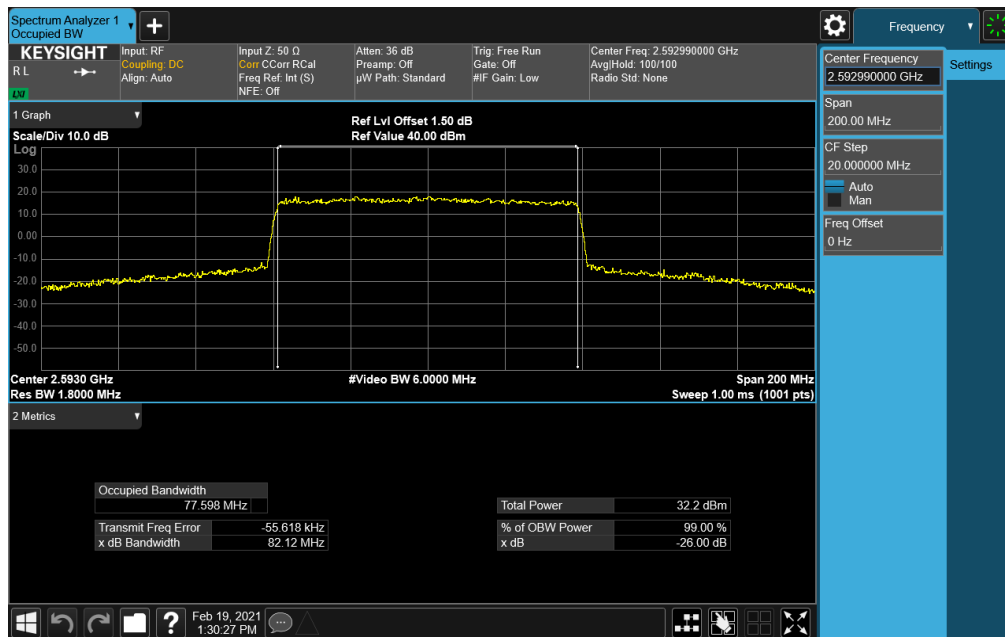 Spectrum Analyzer 1
Occupied BW
+
Frequency
KEYSIGHT
R L
LXI
Input: RF
Coupling: DC
Align: Auto
Input Z: 50 Ω
Corr CCorr RCal
Freq Ref: Int (S)
NFE: Off
Atten: 36 dB
Preamp: Off
µW Path: Standard
Trig: Free Run
Gate: Off
#IF Gain: Low
Center Freq: 2.592990000 GHz
Avg|Hold: 100/100
Radio Std: None
Center Frequency
2.592990000 GHz
Settings
Span
200.00 MHz
CF Step
20.000000 MHz
Auto
Man
Freq Offset
0 Hz
1 Graph
Scale/Div 10.0 dB
Ref Lvl Offset 1.50 dB
Ref Value 40.00 dBm
Log
30.0
20.0
10.0
0.00
-10.0
-20.0
-30.0
-40.0
-50.0
Center 2.5930 GHz
#Video BW 6.0000 MHz
Span 200 MHz
Res BW 1.8000 MHz
Sweep 1.00 ms (1001 pts)
2 Metrics
Occupied Bandwidth
77.598 MHz
Total Power 32.2 dBm
Transmit Freq Error -55.618 kHz
% of OBW Power 99.00 %
x dB Bandwidth 82.12 MHz
x dB -26.00 dB
?
Feb 19, 2021
1:30:27 PM